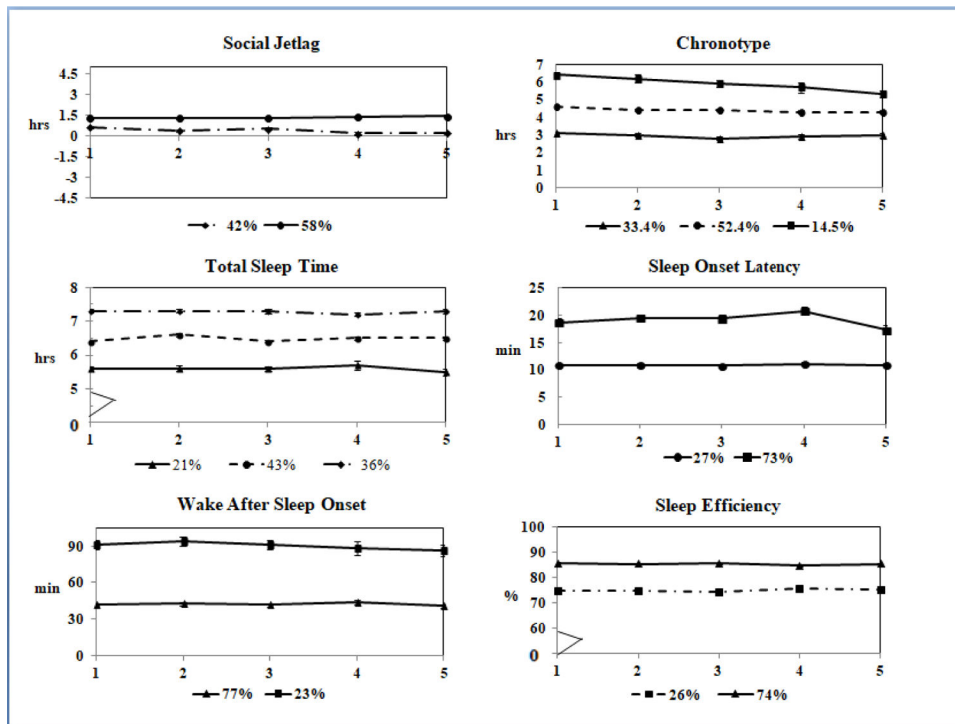 Social Jetlag
4.5
3
1.5
hrs
0
-1.5
-3
-4.5
1 2 3 4 5
42% 58%
Chronotype
7
6
5
4
hrs
3
2
1
0
1 2 3 4 5
33.4% 52.4% 14.5%
Total Sleep Time
8
7
hrs
6
5
0
1 2 3 4 5
21% 43% 36%
Sleep Onset Latency
25
20
15
min
10
5
0
1 2 3 4 5
27% 73%
Wake After Sleep Onset
90
60
min
30
0
1 2 3 4 5
77% 23%
Sleep Efficiency
100
90
80
%
70
60
0
1 2 3 4 5
26% 74%